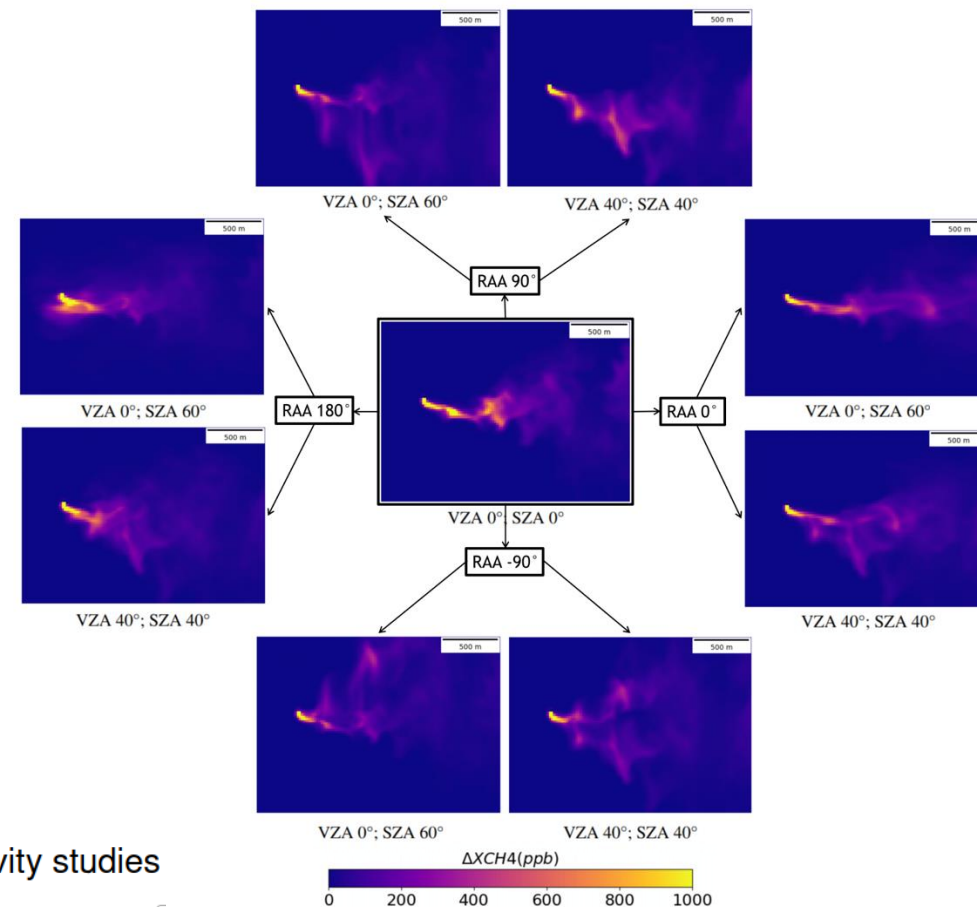 500 m
500 m
VZA 0°; SZA 60°
VZA 40°; SZA 40°
500 m
500 m
RAA 90°
500 m
VZA 0°; SZA 60°
VZA 0°; SZA 60°
RAA 180°
RAA 0°
500 m
500 m
VZA 0°; SZA 0°
RAA -90°
VZA 40°; SZA 40°
VZA 40°; SZA 40°
500 m
500 m
VZA 0°; SZA 60°
VZA 40°; SZA 40°
vity studies
ΔXCH4(ppb)
0 200 400 600 800 1000